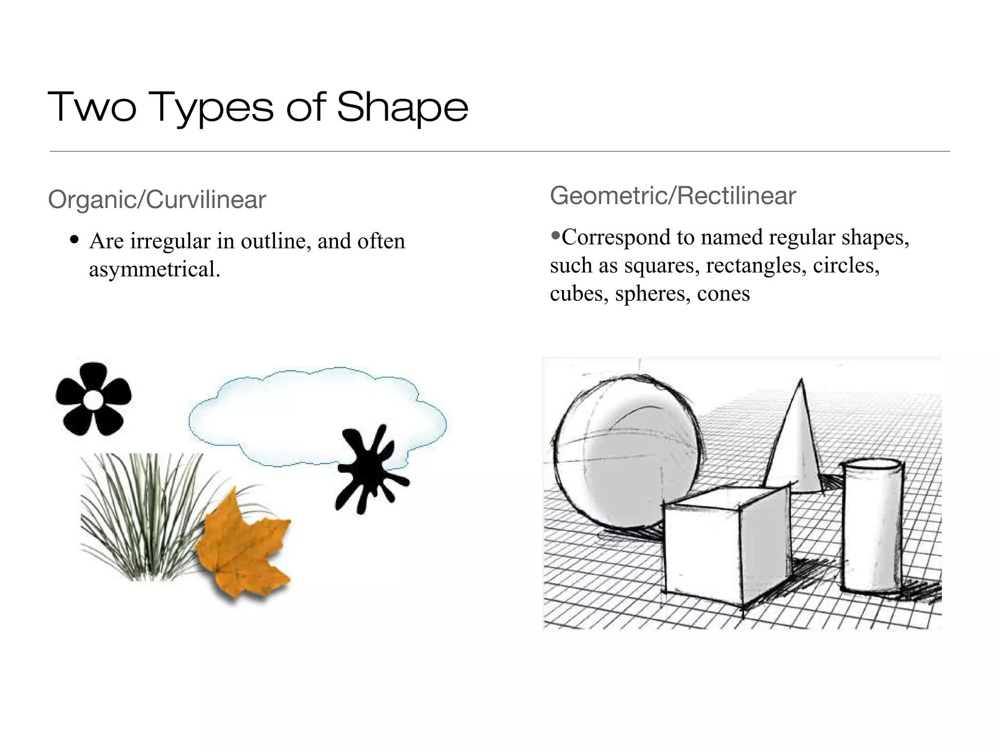 Two Types of Shape
Organic/Curvilinear
• Are irregular in outline, and often
asymmetrical.
Geometric/Rectilinear
•Correspond to named regular shapes,
such as squares, rectangles, circles,
cubes, spheres, cones